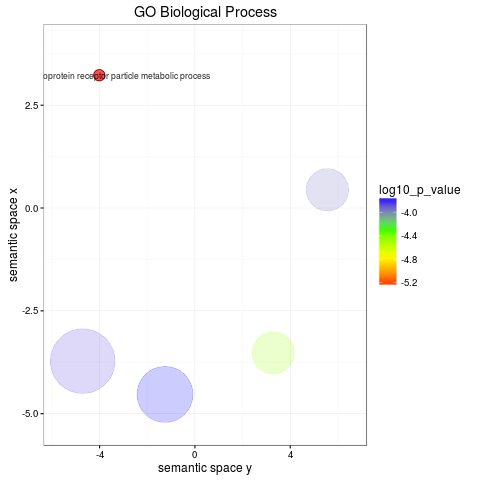 GO Biological Process
oprotein receptor particle metabolic process
2.5
0.0
-2.5
-5.0
semantic space x
-4
0
4
semantic space y
log10_p_value
-4.0
-4.4
-4.8
-5.2